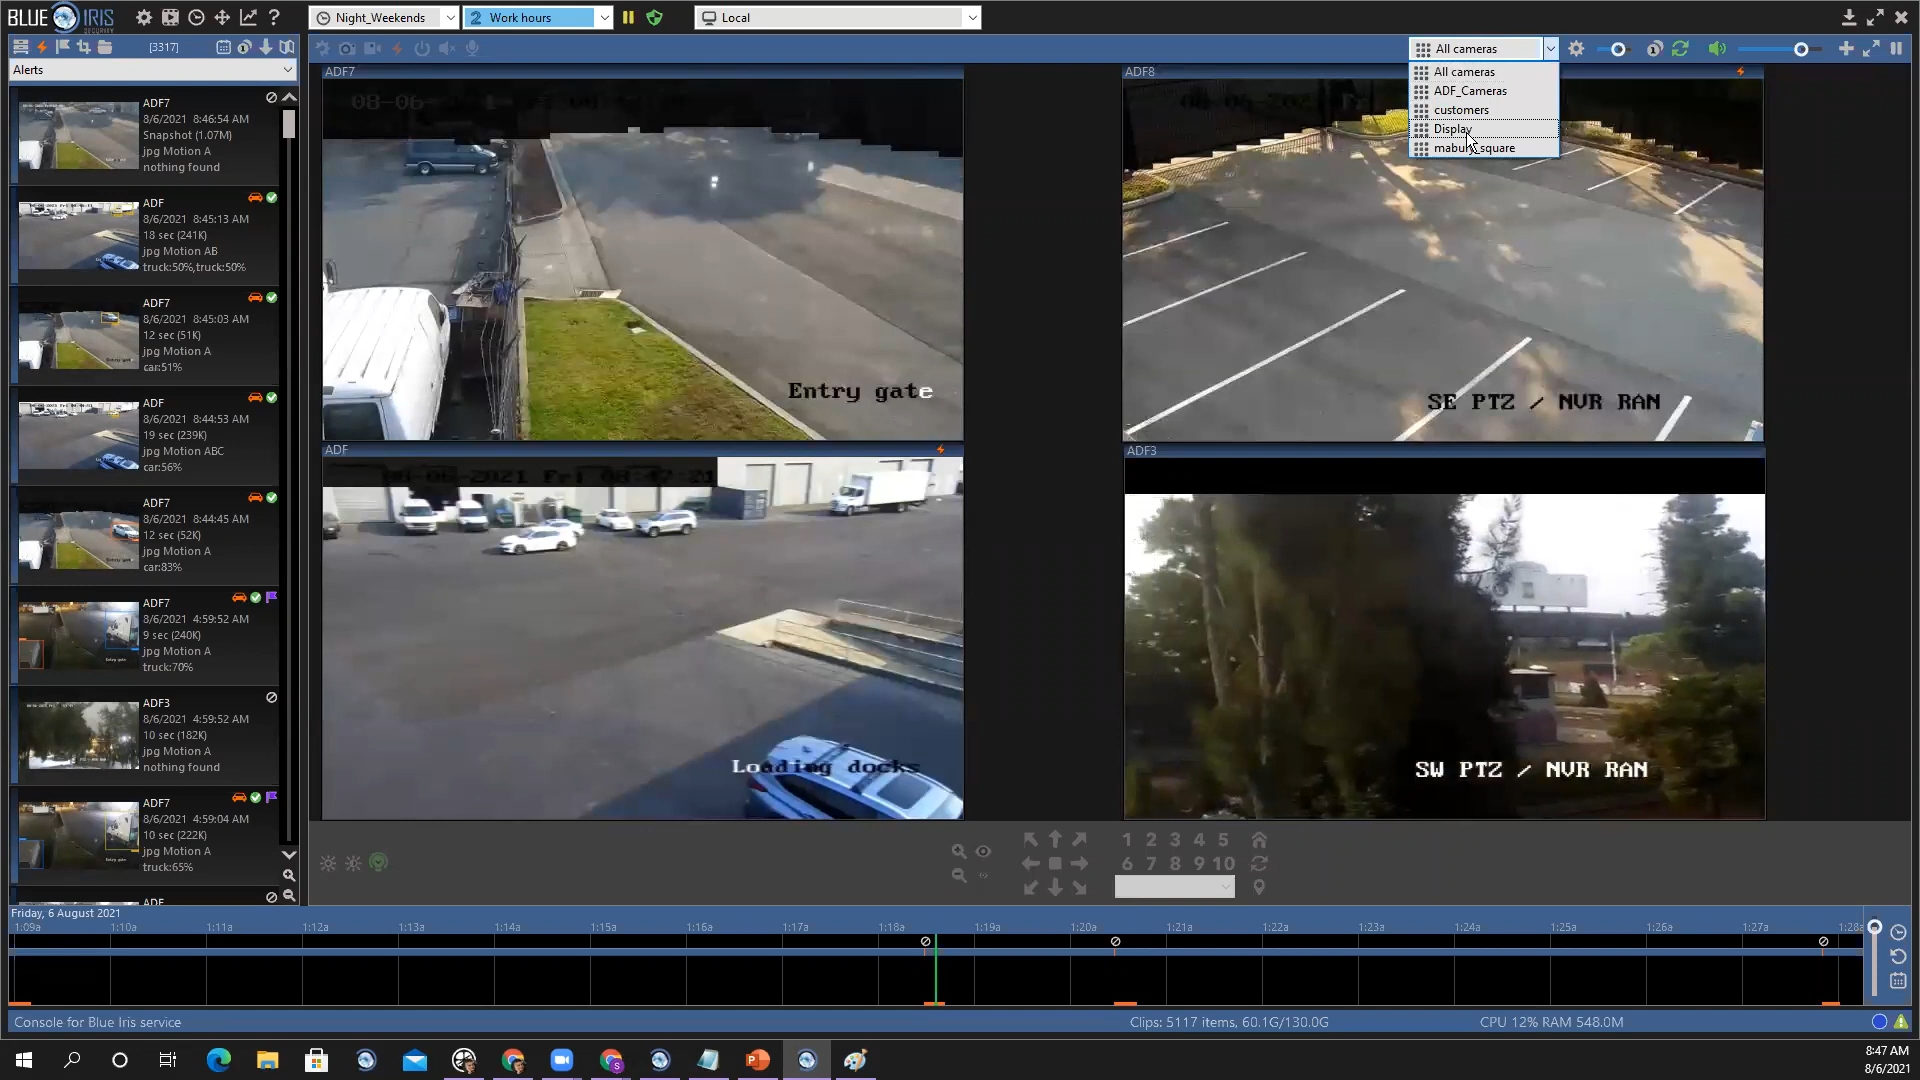 BLUE IRIS
SECURITY
Night_Weekends
2 Work hours
Local
[3317]
All cameras
Alerts
All cameras
ADF_Cameras
customers
Display
mabury_square
ADF7
8/6/2021 8:46:54 AM
Snapshot (1.07M)
jpg Motion A
nothing found
ADF
8/6/2021 8:45:13 AM
18 sec (241K)
jpg Motion AB
truck:50%,truck:50%
ADF7
8/6/2021 8:45:03 AM
12 sec (51K)
jpg Motion A
car:51%
ADF
8/6/2021 8:44:53 AM
19 sec (239K)
jpg Motion ABC
car:56%
ADF7
8/6/2021 8:44:45 AM
12 sec (52K)
jpg Motion A
car:83%
ADF7
8/6/2021 4:59:52 AM
9 sec (240K)
jpg Motion A
truck:70%
ADF3
8/6/2021 4:59:52 AM
10 sec (182K)
jpg Motion A
nothing found
ADF7
8/6/2021 4:59:04 AM
10 sec (222K)
jpg Motion A
truck:65%
ADF
ADF7
Entry gate
ADF8
SE PTZ / NVR RAN
ADF
08-06-2021 Fri 08:47:21
Loading docks
ADF3
SW PTZ / NVR RAN
1 2 3 4 5
6 7 8 9 10
Friday, 6 August 2021
1:09a 1:10a 1:11a 1:12a 1:13a 1:14a 1:15a 1:16a 1:17a 1:18a 1:19a 1:20a 1:21a 1:22a 1:23a 1:24a 1:25a 1:26a 1:27a 1:28a
Console for Blue Iris service
Clips: 5117 items, 60.1G/130.0G
CPU 12% RAM 548.0M
8:47 AM
8/6/2021